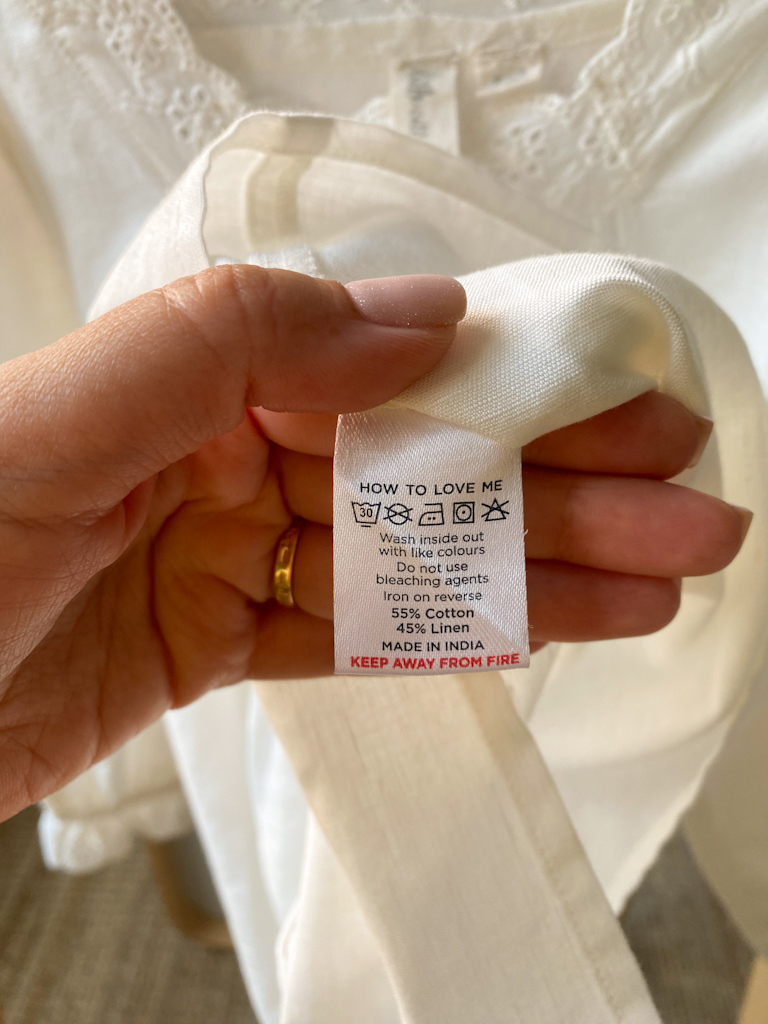 HOW TO LOVE ME
30
Wash inside out
with like colours
Do not use
bleaching agents
Iron on reverse
55% Cotton
45% Linen
MADE IN INDIA
KEEP AWAY FROM FIRE